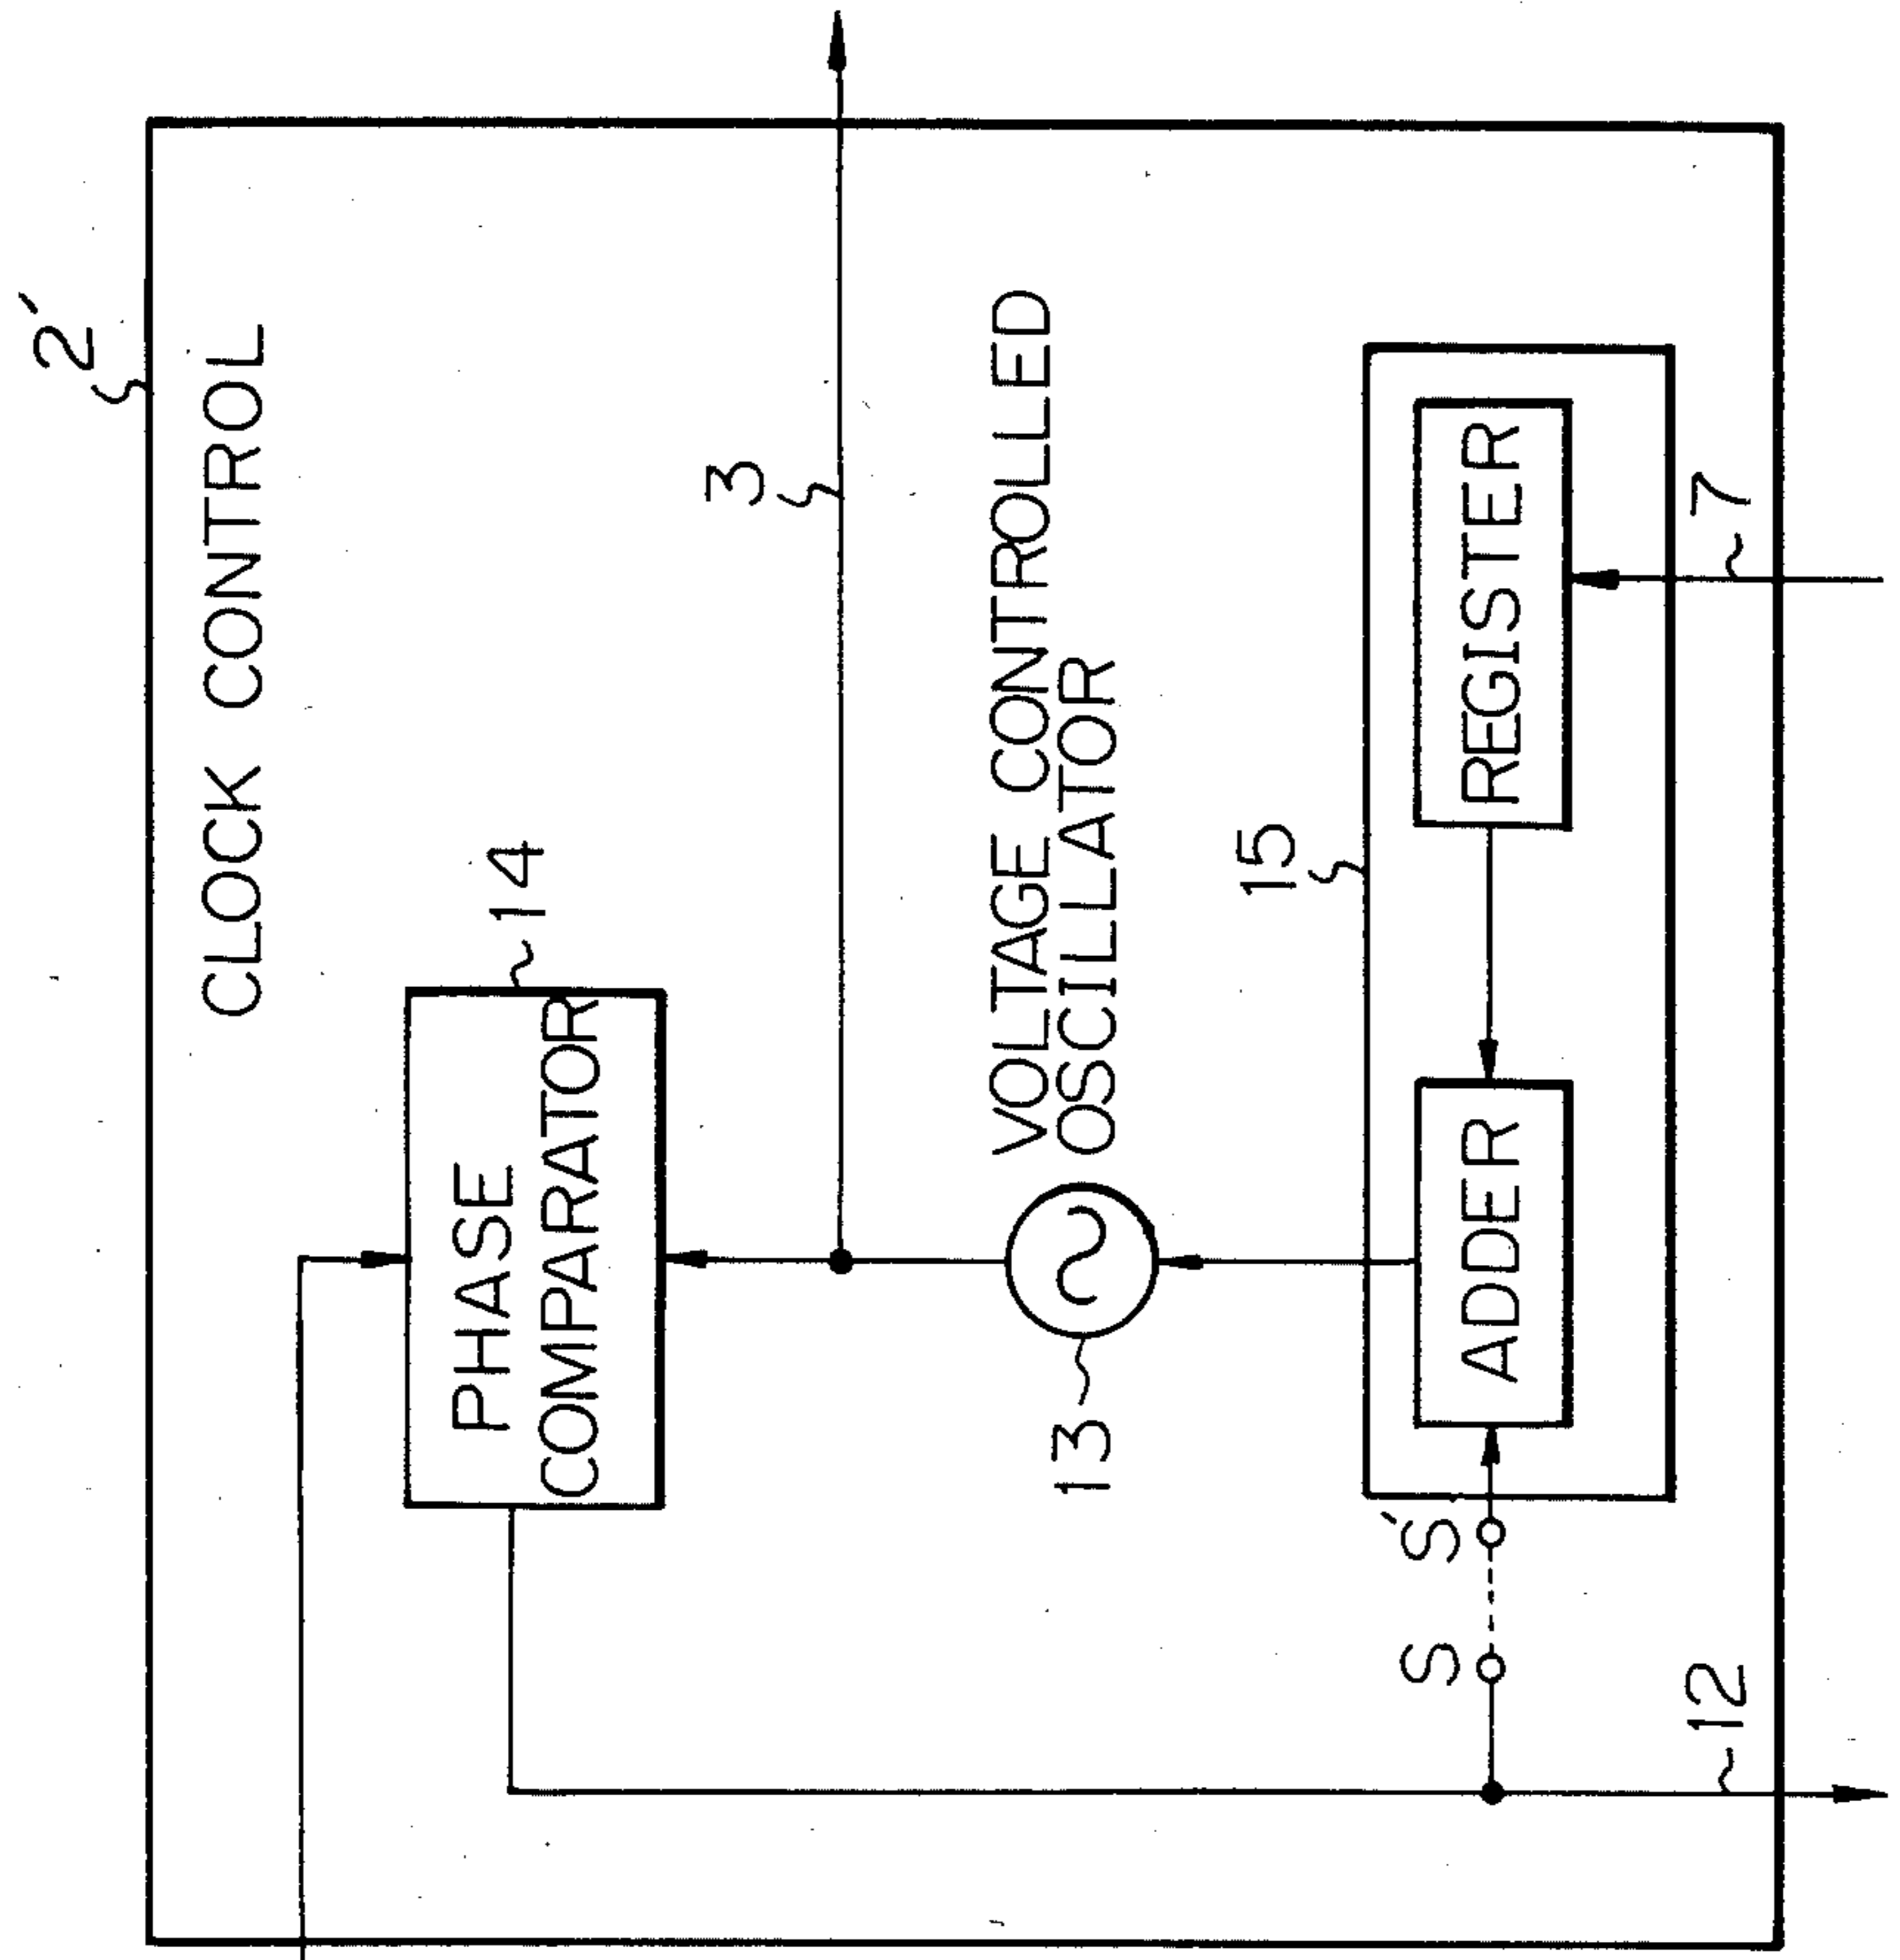 2′
CLOCK CONTROL
14
PHASE
COMPARATOR
3
VOLTAGE CONTROLLED
OSCILLATOR
13
15
ADDER
REGISTER
S S′
12
7